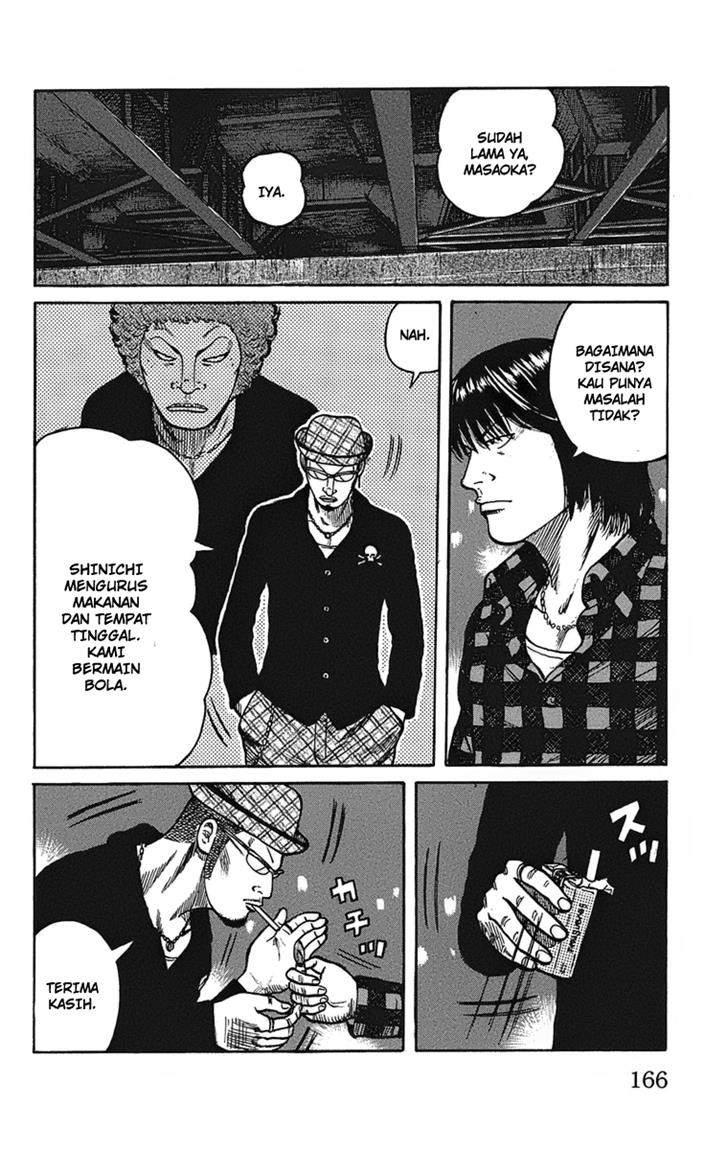 SUDAH
LAMA YA,
MASAOKA?
IYA.
BAGAIMANA
DISANA?
KAU PUNYA
MASALAH
TIDAK?
NAH.
SHINICHI
MENGURUS
MAKANAN
DAN TEMPAT
TINGGAL.
KAMI
BERMAIN
BOLA.
スッ
カチッ
TERIMA
KASIH.
166